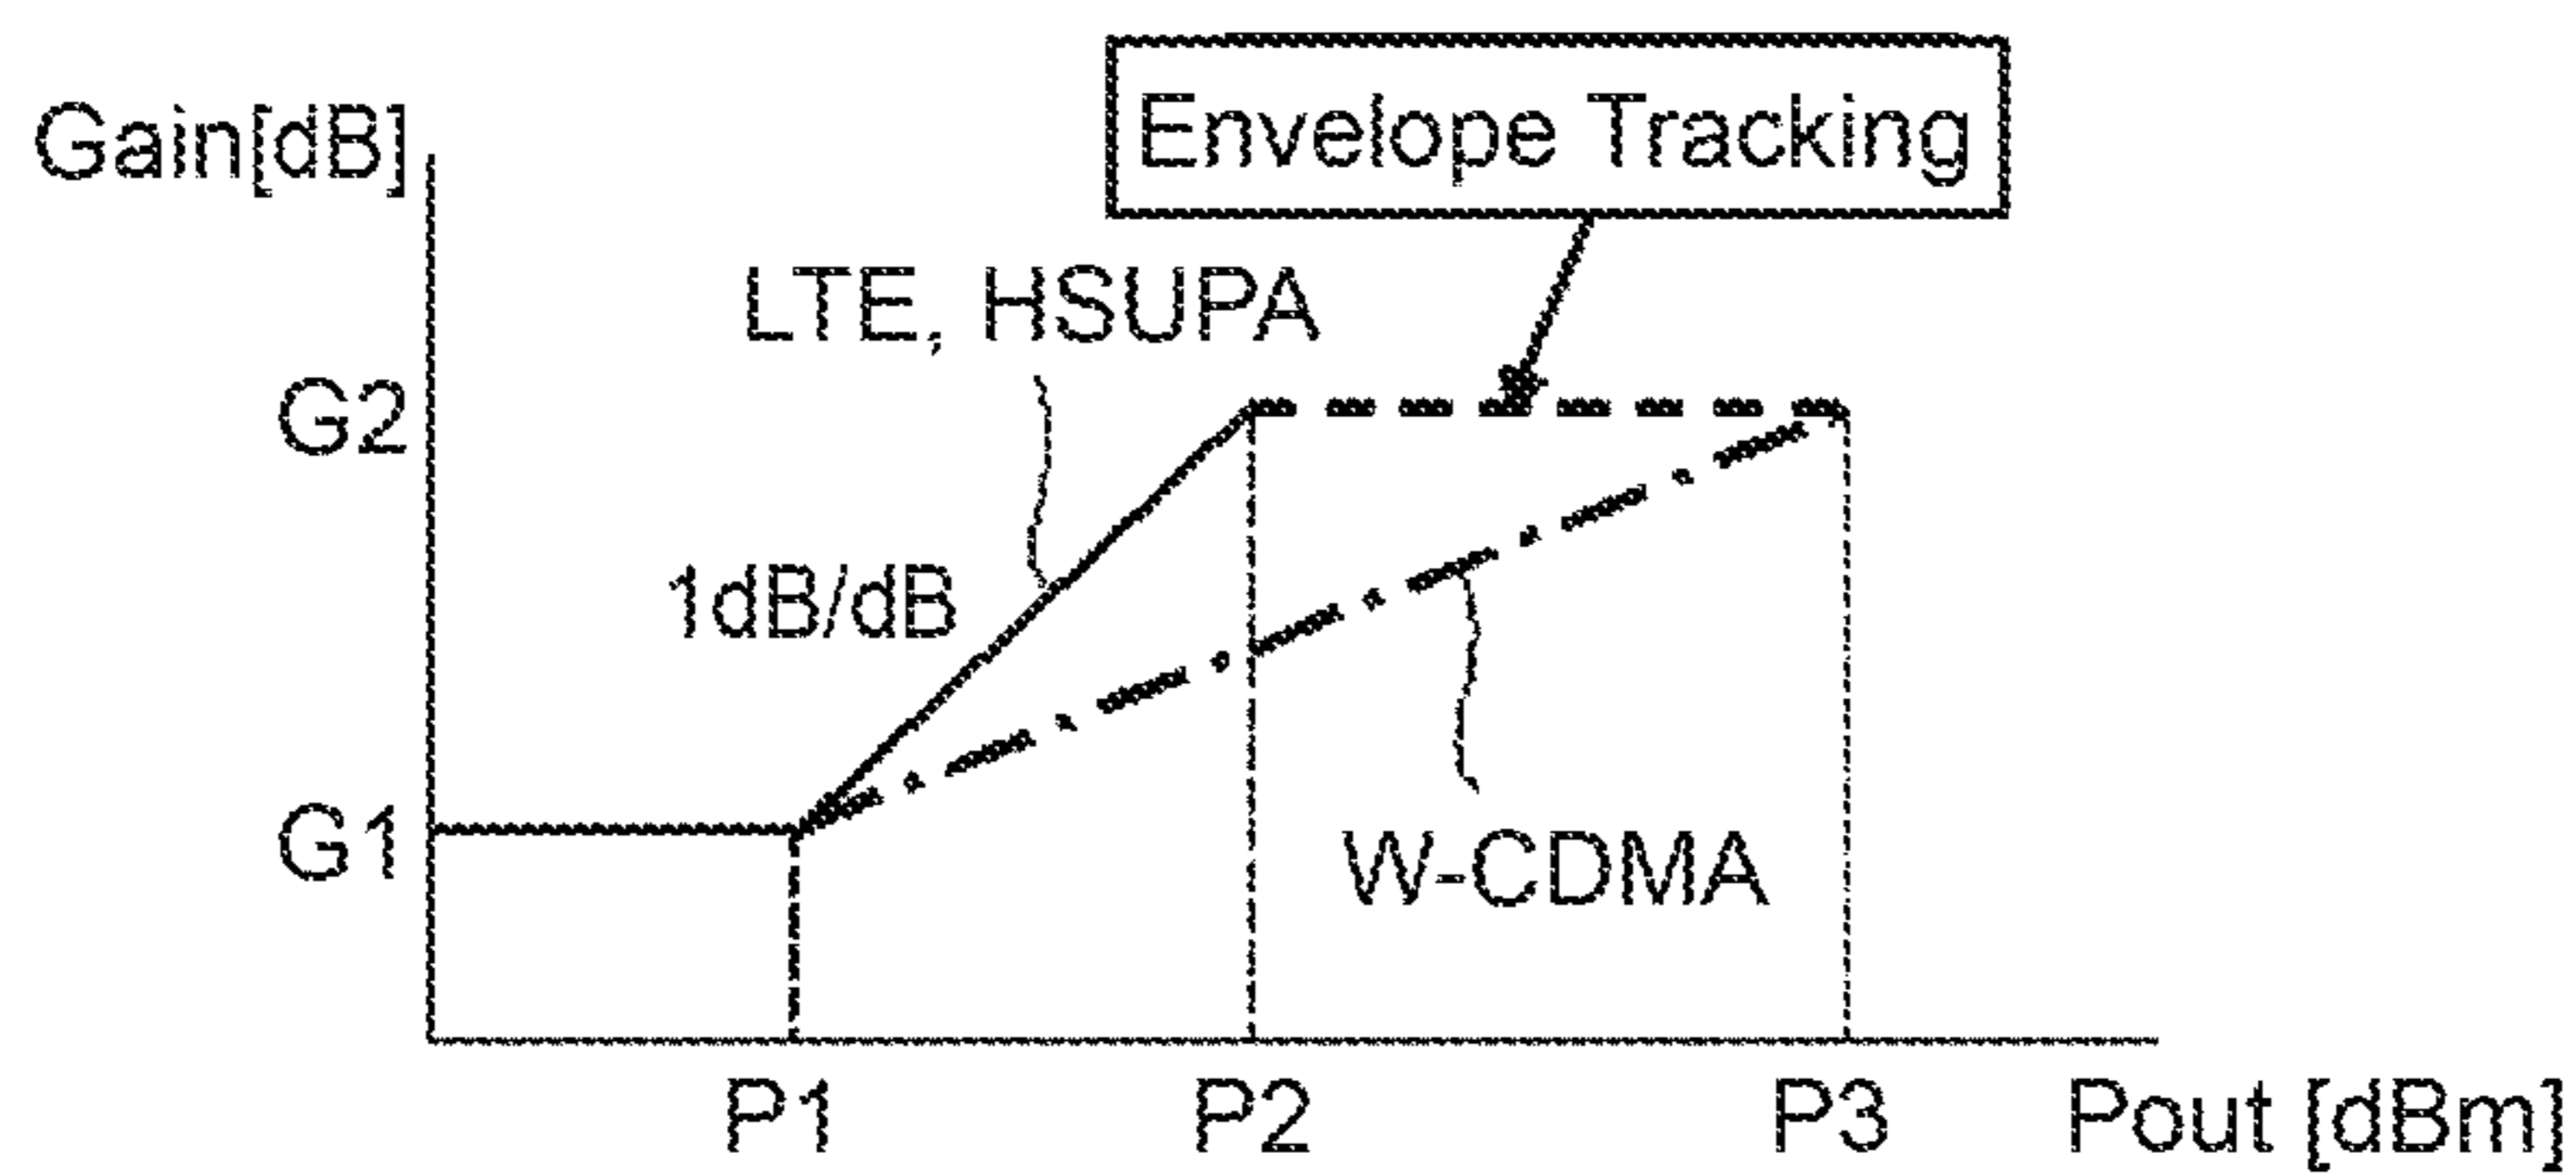 Envelope Tracking
Gain[dB]
LTE, HSUPA
G2
1dB/dB
G1
W-CDMA
P1
P2
P3
Pout [dBm]